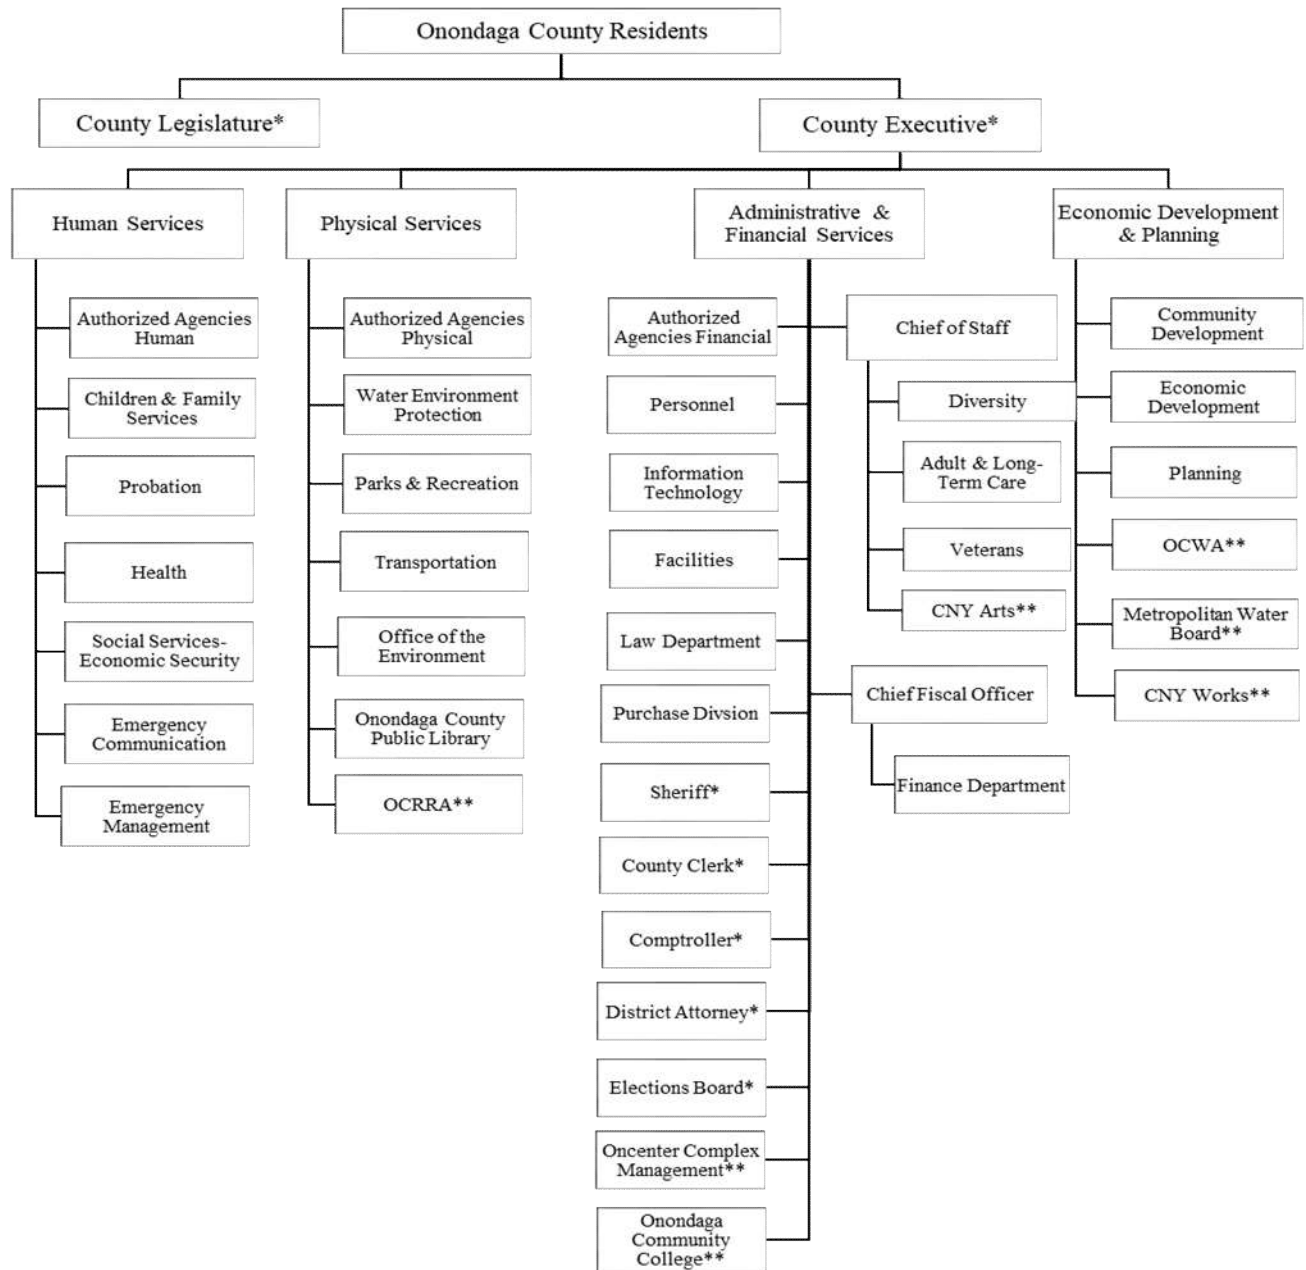 Onondaga County Residents
County Legislature*
County Executive*
Human Services
Physical Services
Administrative &
Financial Services
Economic Development
& Planning
Authorized Agencies
Human
Children & Family
Services
Probation
Health
Social Services-
Economic Security
Emergency
Communication
Emergency
Management
Authorized Agencies
Physical
Water Environment
Protection
Parks & Recreation
Transportation
Office of the
Environment
Onondaga County
Public Library
OCRRA**
Authorized
Agencies Financial
Personnel
Information
Technology
Facilities
Law Department
Purchase Divsion
Sheriff*
County Clerk*
Comptroller*
District Attorney*
Elections Board*
Oncenter Complex
Management**
Onondaga
Community
College**
Chief of Staff
Diversity
Adult & Long-
Term Care
Veterans
CNY Arts**
Chief Fiscal Officer
Finance Department
Community
Development
Economic
Development
Planning
OCWA**
Metropolitan Water
Board**
CNY Works**